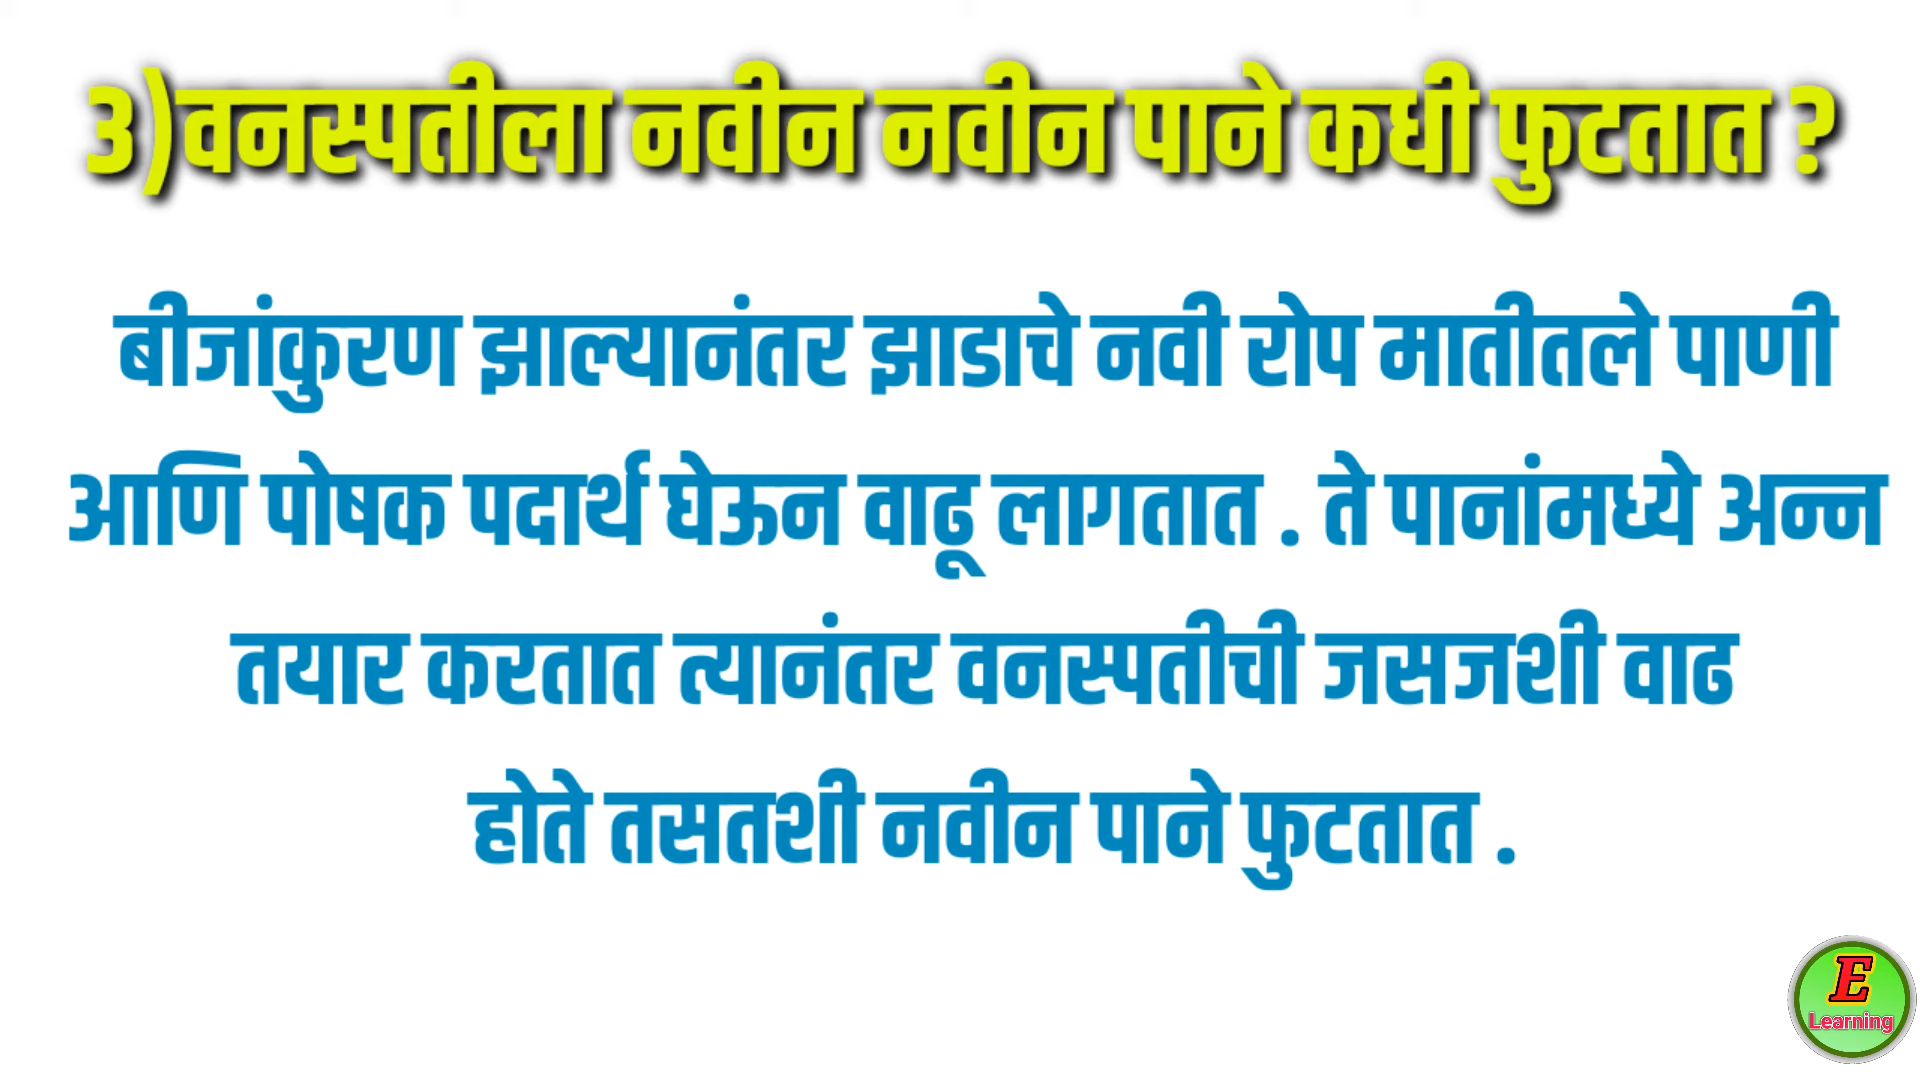 3)वनस्पतीला नवीन नवीन पाने कधी फुटतात ?
बीजांकुरण झाल्यानंतर झाडाचे नवी रोप मातीतले पाणी
आणि पोषक पदार्थ घेऊन वाढू लागतात . ते पानांमध्ये अन्न
तयार करतात त्यानंतर वनस्पतीची जसजशी वाढ
होते तसतशी नवीन पाने फुटतात .
E
Learning